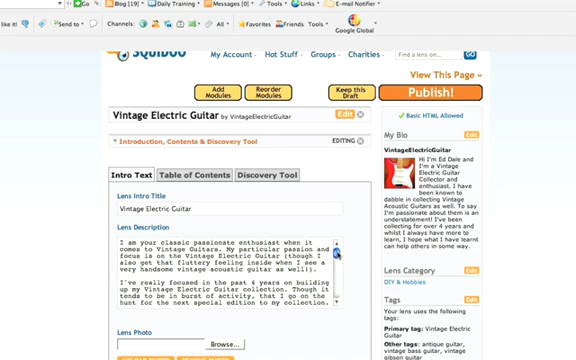 like it!
Blog [19]
Daily Training
Messages [0]
Tools
Links
E-mail Notifier
Send to
Channels:
All
Favorites
Friends
Tools
Google Global
SQUIDOO
My Account
Hot Stuff
Groups
Charities
Find a lens on...
GO
View This Page »
Add Modules
Reorder Modules
Keep this Draft
Publish!
Vintage Electric Guitar by VintageElectricGuitar
Edit
Basic HTML Allowed
Introduction, Contents & Discovery Tool
EDITING
My Bio
Edit
VintageElectricGuitar
Hi I'm Ed Dale and I'm a Vintage Electric Guitar Collector and enthusiast. I have been known to dabble in collecting Vintage Acoustic Guitars as well. To say I'm passionate about them is an understatement! I've been collecting for over 4 years and whilst I always have more to learn, I hope what I have learnt can help others in some way.
Intro Text
Table of Contents
Discovery Tool
Lens Intro Title
Vintage Electric Guitar
Lens Description
I am your classic passionate enthusiast when it
comes to Vintage Guitars. My particular passion and
focus is on the Vintage Electric Guitar (though I
also get that fluttery feeling inside when I see a
very handsome vintage acoustic guitar as well!).
I've really focused in the past 4 years on building
up my Vintage Electric Guitar collection. Though it
tends to be in burst of activity, that I go on the
hunt for the next special edition to my collection.
Lens Category
Edit
DIY & Hobbies
Tags
Edit
Your lens uses the following tags:
Primary tag: Vintage Electric Guitar
Other tags: antique guitar, vintage bass guitar, vintage
Lens Photo
Browse...